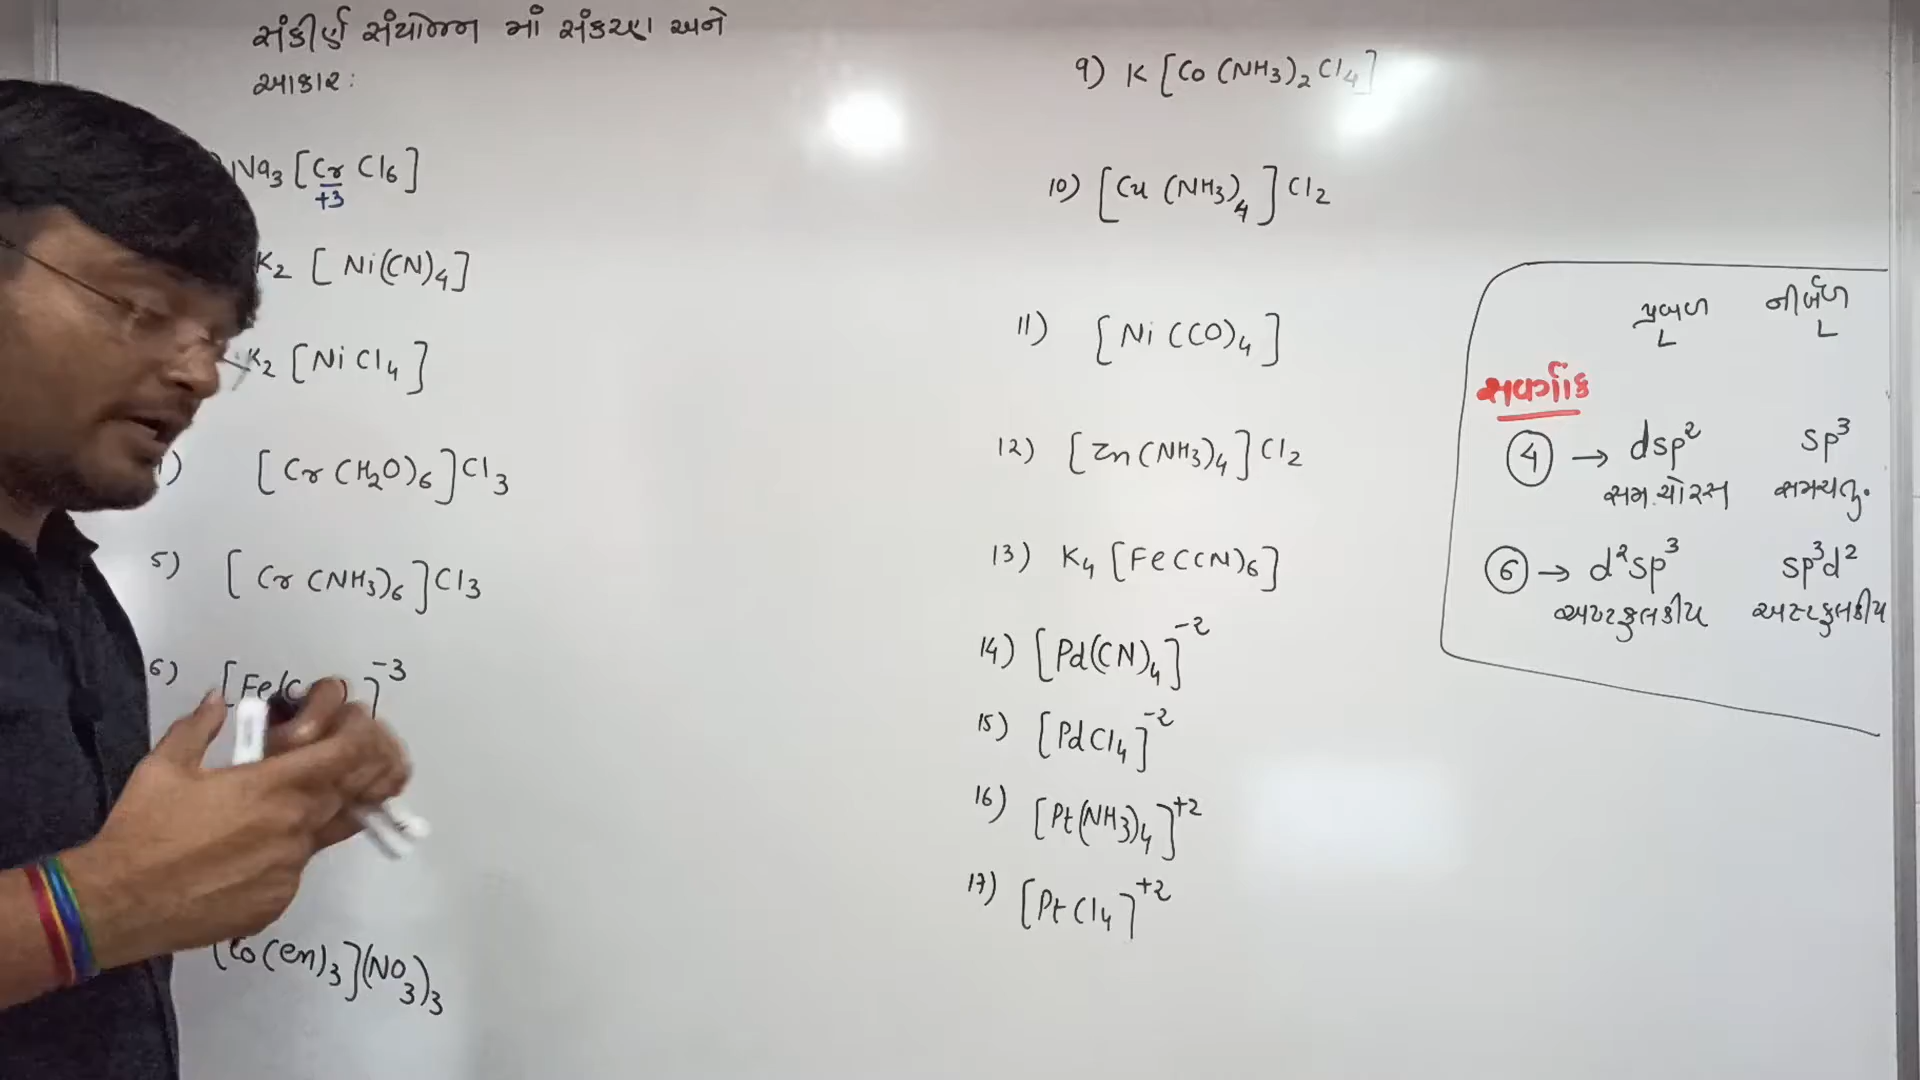 સંકીર્ણ સંયોજન માં સંકરણ અને
આકાર:
Na3 [Cr Cl6]
+3
K2 [Ni(CN)4]
K2 [NiCl4]
[Cr(H2O)6]Cl3
5) [Cr(NH3)6]Cl3
6) [Fe(C ]-3
[Co(en)3](NO3)3
9) K[Co(NH3)2Cl4]
10) [Cu(NH3)4]Cl2
11) [Ni(CO)4]
12) [Zn(NH3)4]Cl2
13) K4[Fe(CN)6]
14) [Pd(CN)4]-2
15) [PdCl4]-2
16) [Pt(NH3)4]+2
17) [PtCl4]+2
પ્રબળ નીર્બળ
L L
સવર્ગાંક
4 → dsp2 sp3
સમચોરસ સમચતુ.
6 → d2sp3 sp3d2
અષ્ટફલકીય અષ્ટફલકીય